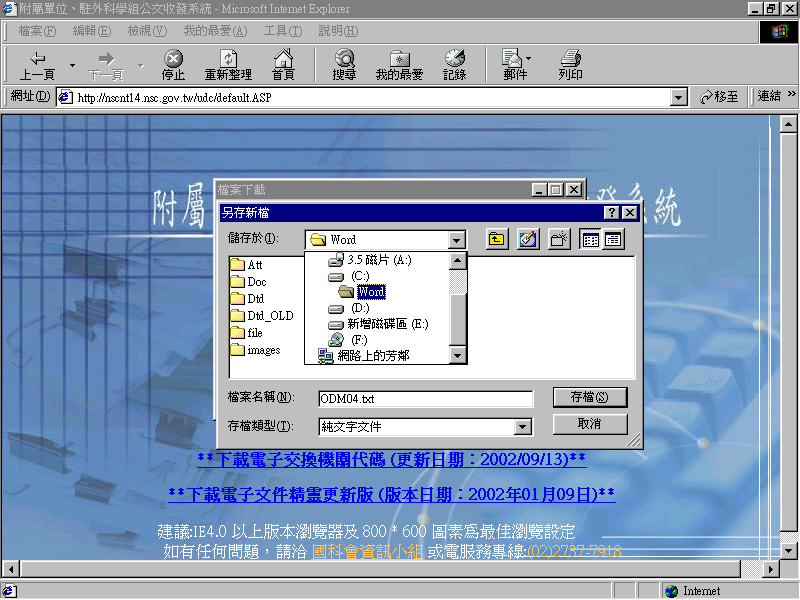 附屬單位、駐外科學組公文收發系統 - Microsoft Internet Explorer
檔案(F) 編輯(E) 檢視(V) 我的最愛(A) 工具(T) 說明(H)
上一頁 下一頁 停止 重新整理 首頁 搜尋 我的最愛 記錄 郵件 列印
網址(D) http://nscnt14.nsc.gov.tw/udc/default.ASP 移至 連結 »
附屬
發系統
檔案下載
另存新檔
儲存於(I): Word
3.5 磁片 (A:)
(C:)
Word
(D:)
新增磁碟區 (E:)
(F:)
網路上的芳鄰
Att
Doc
Dtd
Dtd_OLD
file
images
檔案名稱(N): ODM04.txt 存檔(S)
存檔類型(T): 純文字文件 取消
**下載電子交換機關代碼 (更新日期：2002/09/13)**
**下載電子文件精靈更新版 (版本日期：2002年01月09日)**
建議:IE4.0 以上版本瀏覽器及 800 * 600 圖素為最佳瀏覽設定
如有任何問題，請洽 國科會資訊小組 或電服務專線:(02)2737-7918
Internet